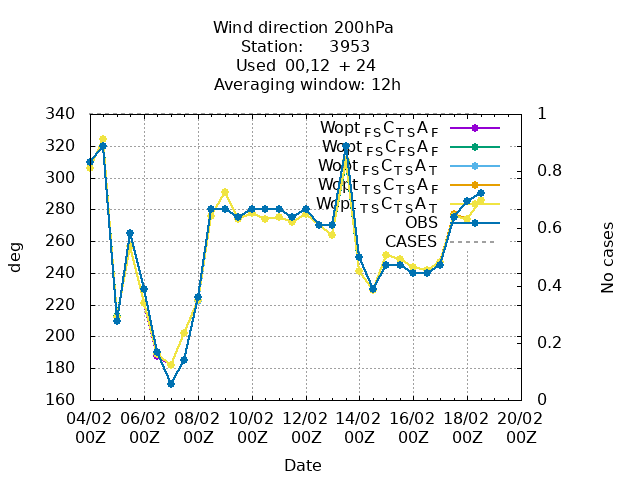 Wind direction 200hPa
Station: 3953
Used 00,12 + 24
Averaging window: 12h
340 1
320 0.8
300
280
260 0.6
240 0.4
220
200 0.2
180
160 0
deg
No cases
Wopt FS C TS A F
Wopt FS C FS A F
Wopt FS C TS A T
Wopt TS C TS A F
Wopt TS C TS A T
OBS
CASES
04/02 06/02 08/02 10/02 12/02 14/02 16/02 18/02 20/02
00Z 00Z 00Z 00Z 00Z 00Z 00Z 00Z 00Z
Date